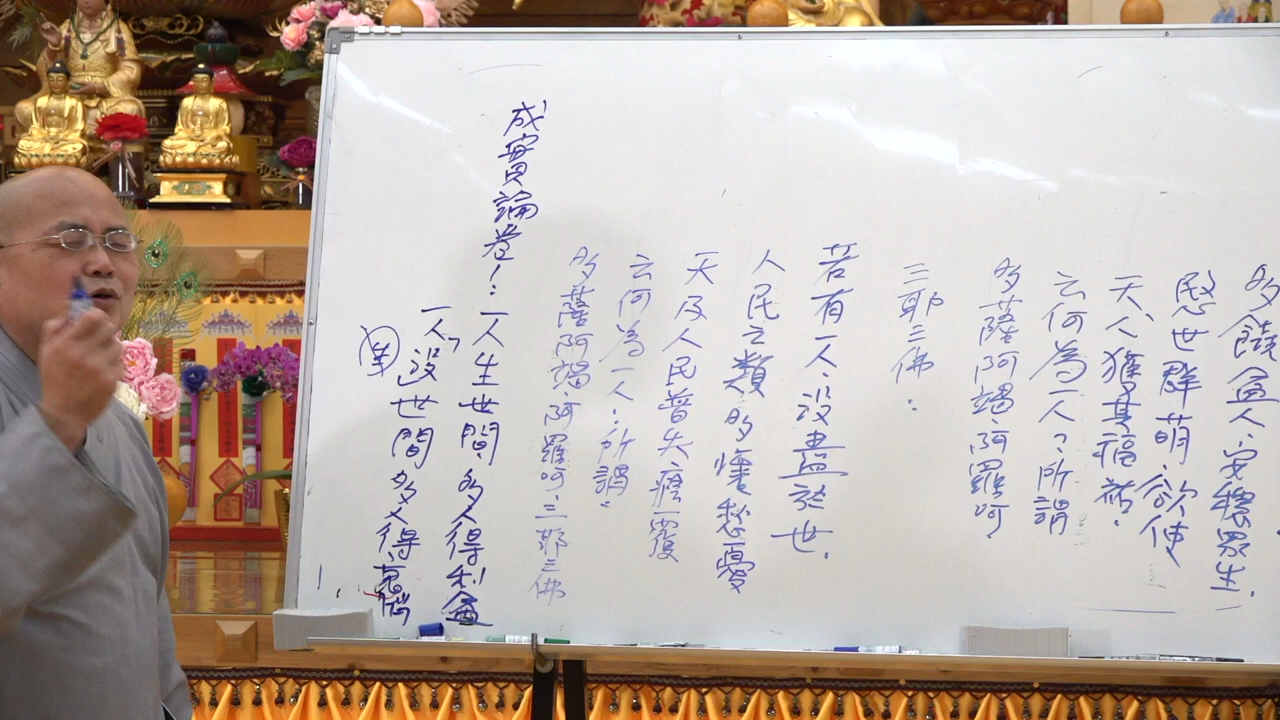 多饒益人、安穩眾生.
愍世群萌、欲使
天、人獲其福祐.
云何為一人？所謂
多薩阿竭、阿羅呵
三耶三佛.
若有一人、沒盡於世.
人民之類多懷愁憂
天及人民普失廕覆
云何為一人：所謂.
多薩阿竭、阿羅呵、三耶三佛
成實論卷1：一人生世間、多人得利益
一人沒世間多人得
生